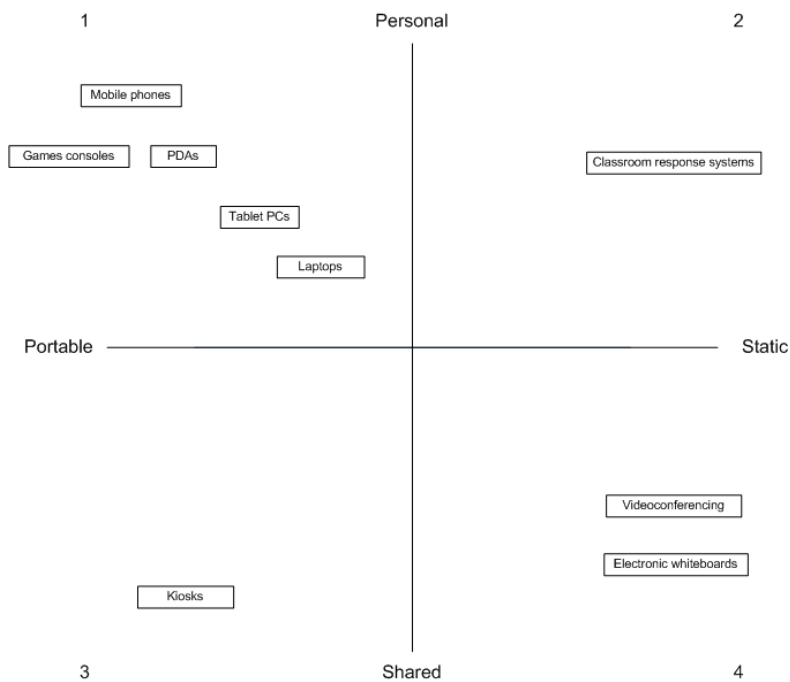 1
Personal
2
Mobile phones
Games consoles
PDAs
Classroom response systems
Tablet PCs
Laptops
Portable
Static
Videoconferencing
Electronic whiteboards
Kiosks
3
Shared
4